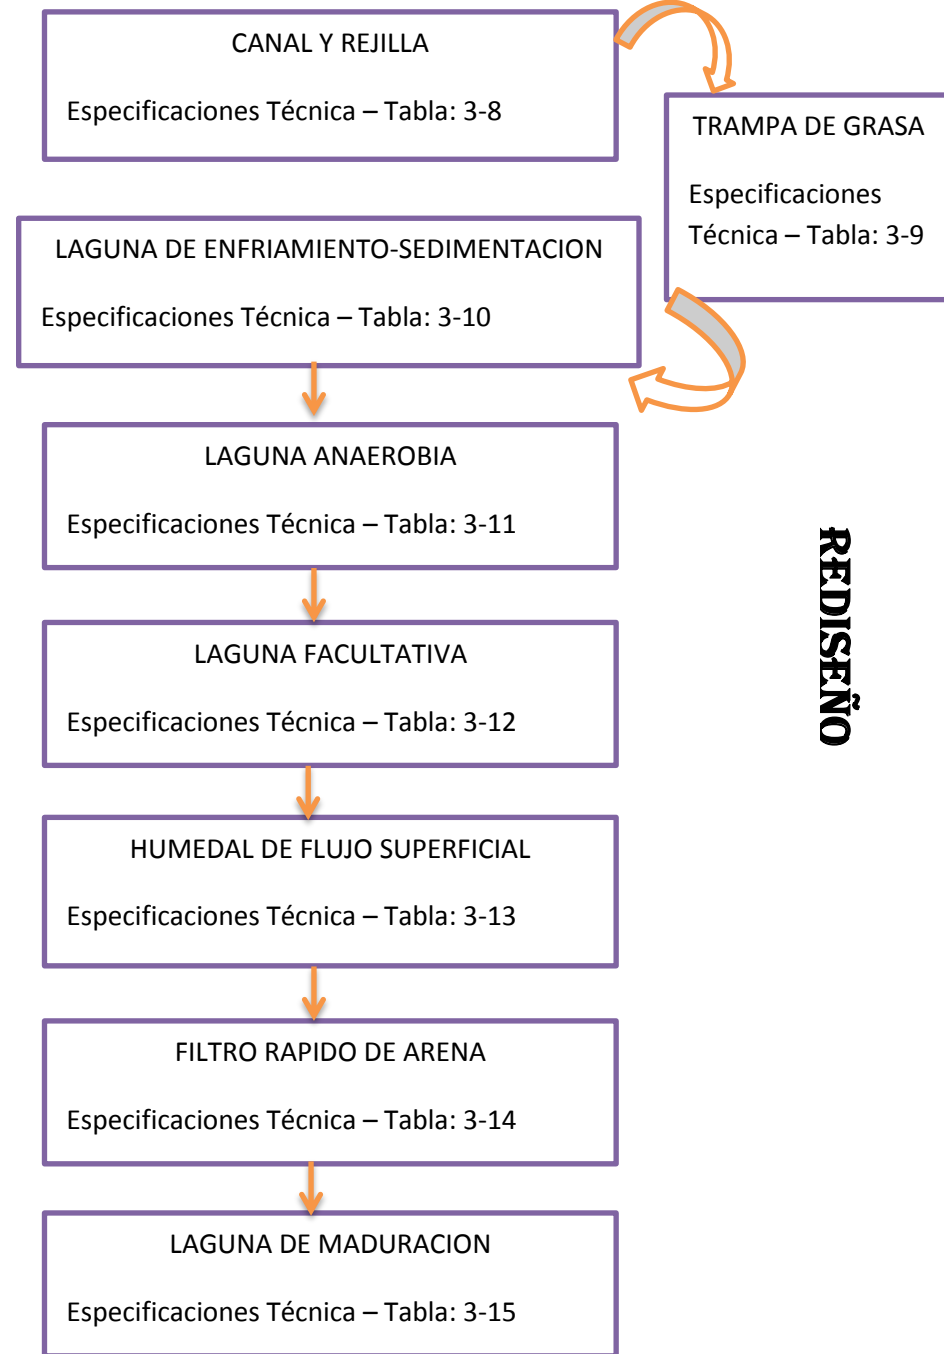 CANAL Y REJILLA
Especificaciones Técnica – Tabla: 3-8
TRAMPA DE GRASA
Especificaciones
Técnica – Tabla: 3-9
LAGUNA DE ENFRIAMIENTO-SEDIMENTACION
Especificaciones Técnica – Tabla: 3-10
LAGUNA ANAEROBIA
Especificaciones Técnica – Tabla: 3-11
LAGUNA FACULTATIVA
Especificaciones Técnica – Tabla: 3-12
HUMEDAL DE FLUJO SUPERFICIAL
Especificaciones Técnica – Tabla: 3-13
FILTRO RAPIDO DE ARENA
Especificaciones Técnica – Tabla: 3-14
LAGUNA DE MADURACION
Especificaciones Técnica – Tabla: 3-15
REDISEÑO